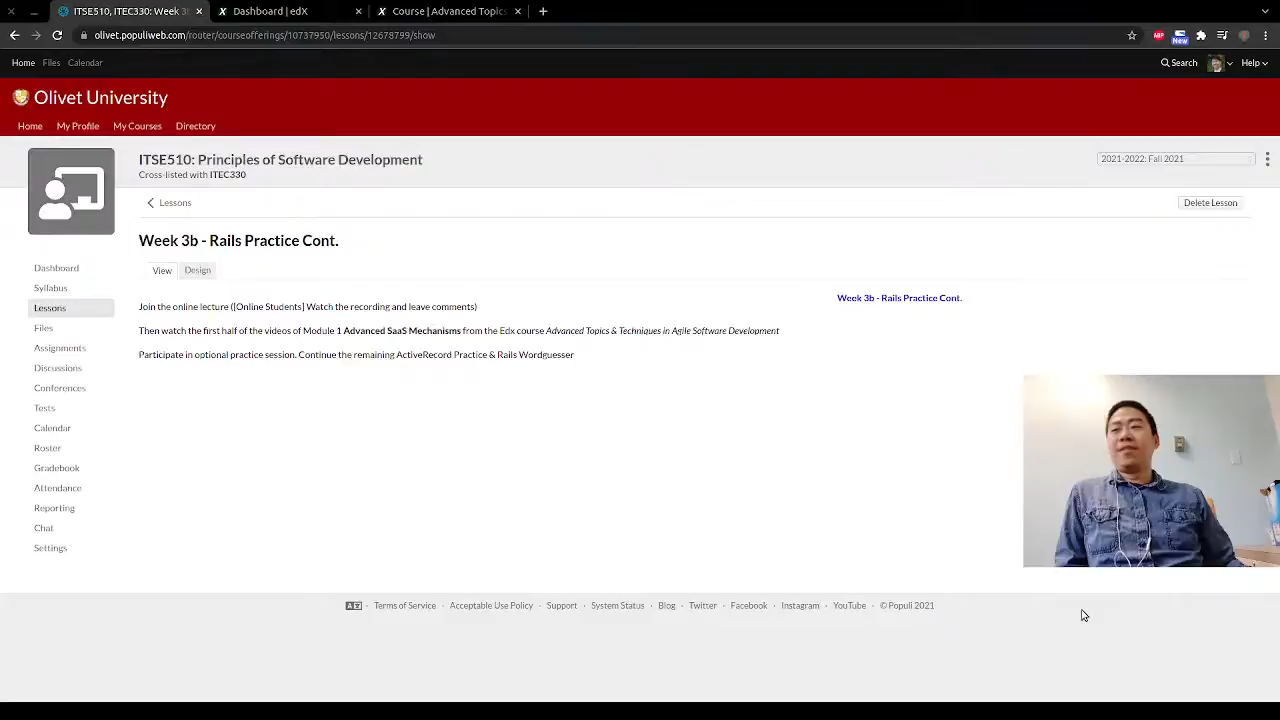 ITSE510, ITEC330: Week 3
Dashboard | edX
Course | Advanced Topics
olivet.populiweb.com/router/courseofferings/10737950/lessons/12678799/show
ABP
New
Home Files Calendar
Search
Help
Olivet University
Home My Profile My Courses Directory
ITSE510: Principles of Software Development
Cross-listed with ITEC330
2021-2022: Fall 2021
Lessons
Delete Lesson
Week 3b - Rails Practice Cont.
View Design
Join the online lecture ([Online Students] Watch the recording and leave comments)
Then watch the first half of the videos of Module 1 Advanced SaaS Mechanisms from the Edx course Advanced Topics & Techniques in Agile Software Development
Participate in optional practice session. Continue the remaining ActiveRecord Practice & Rails Wordguesser
Week 3b - Rails Practice Cont.
Dashboard
Syllabus
Lessons
Files
Assignments
Discussions
Conferences
Tests
Calendar
Roster
Gradebook
Attendance
Reporting
Chat
Settings
Terms of Service · Acceptable Use Policy · Support · System Status · Blog · Twitter · Facebook · Instagram · YouTube · © Populi 2021